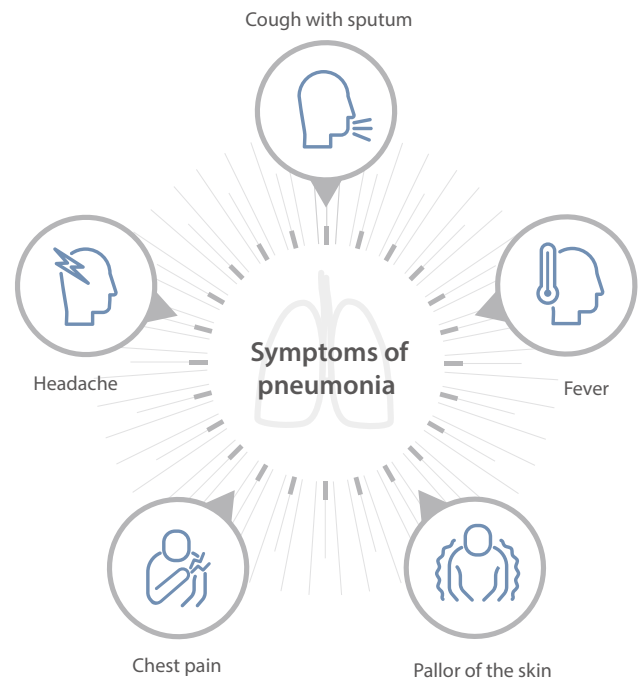 Cough with sputum
Headache
Symptoms of
pneumonia
Fever
Chest pain
Pallor of the skin